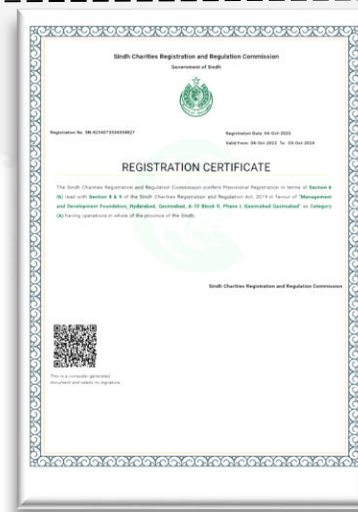 Sindh Charities Registration and Regulation Commission
Government of Sindh
Registration No: SN
Registration Date: 04-Oct-2023
Valid From: 04-Oct-2023 To 03-Oct-2024
REGISTRATION CERTIFICATE
The Sindh Charities Registration and Regulation Commission confirm Provisional Registration in terms of Section 6
(b) read with Section 8 & 9 of the Sindh Charities Registration and Regulation Act, 2019 in favour of "Management
and Development Foundation, Hyderabad, Qasimabad, A-10 Block II, Phase I, Qasimabad Qasimabad" as Category
(A) having operations in whole of the province of the Sindh.
Sindh Charities Registration and Regulation Commission
This is a computer-generated
document and needs no signature.